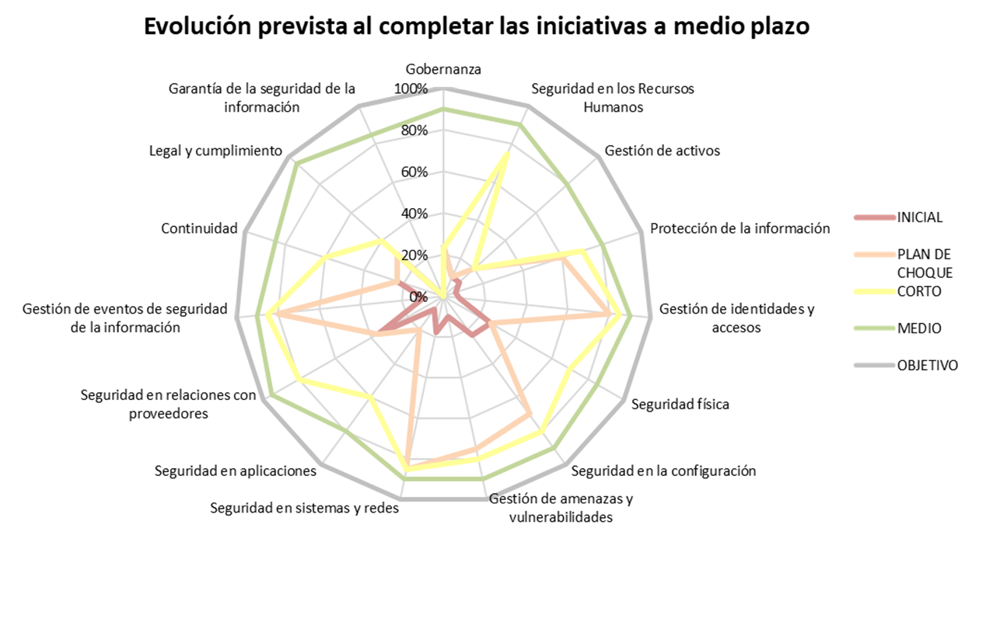 Evolución prevista al completar las iniciativas a medio plazo
Gobernanza
Garantía de la seguridad de la
información
Seguridad en los Recursos
Humanos
100%
80%
60%
40%
20%
0%
Legal y cumplimiento
Gestión de activos
Continuidad
Protección de la información
Gestión de eventos de seguridad
de la información
Gestión de identidades y
accesos
Seguridad en relaciones con
proveedores
Seguridad física
Seguridad en aplicaciones
Seguridad en la configuración
Seguridad en sistemas y redes
Gestión de amenazas y
vulnerabilidades
INICIAL
PLAN DE
CHOQUE
CORTO
MEDIO
OBJETIVO